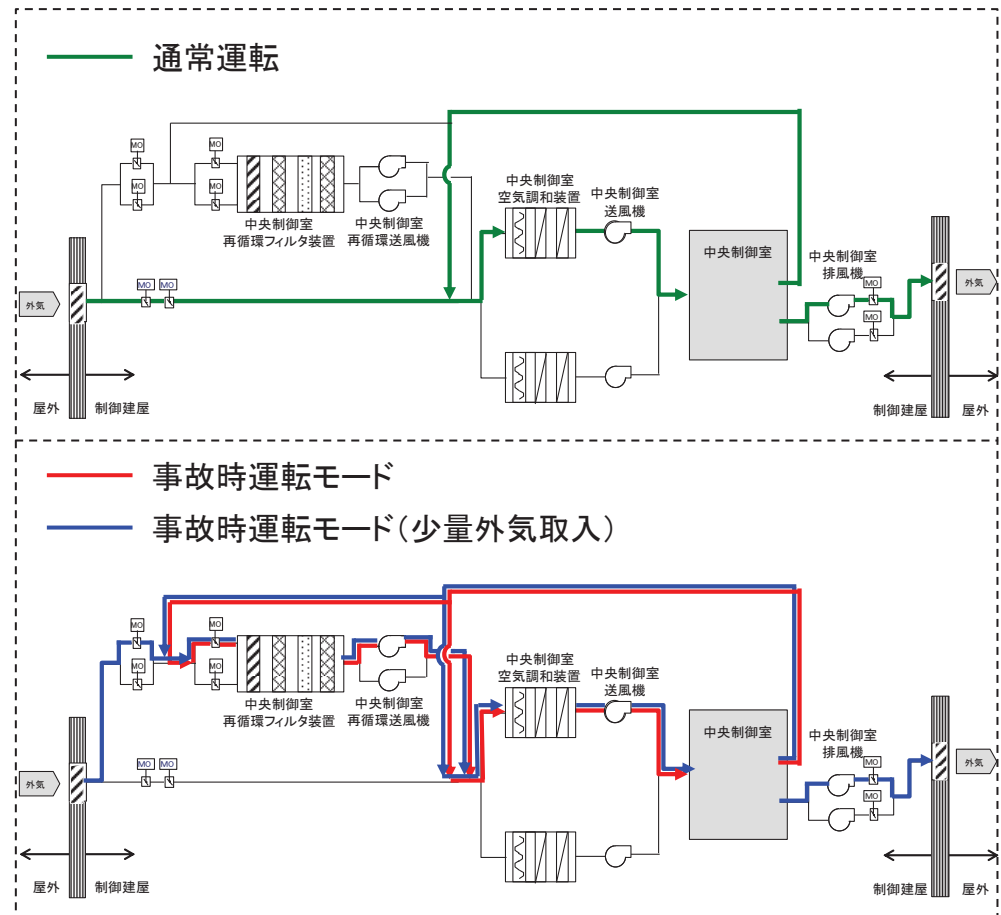 通常運転
MO
MO
MO
MO
中央制御室
再循環フィルタ装置
中央制御室
再循環送風機
中央制御室
空気調和装置
中央制御室
送風機
中央制御室
中央制御室
排風機
MO
MO
MO
MO
外気
外気
屋外
制御建屋
制御建屋
屋外
事故時運転モード
事故時運転モード(少量外気取入)
MO
MO
MO
MO
中央制御室
再循環フィルタ装置
中央制御室
再循環送風機
中央制御室
空気調和装置
中央制御室
送風機
中央制御室
中央制御室
排風機
MO
MO
MO
MO
外気
外気
屋外
制御建屋
制御建屋
屋外